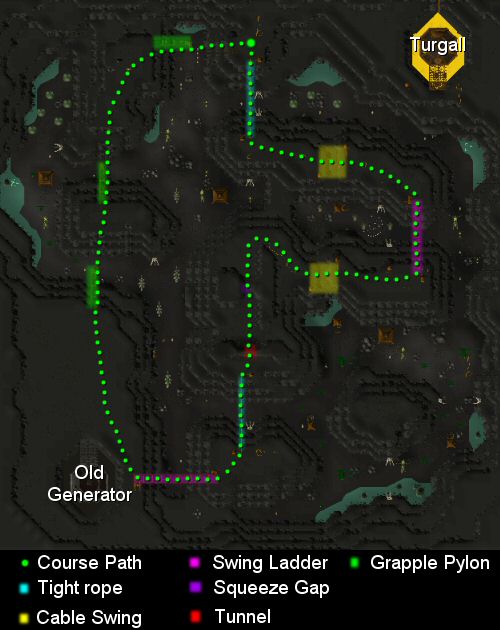 Turgall
Old
Generator
Course Path
Swing Ladder
Grapple Pylon
Tight rope
Squeeze Gap
Cable Swing
Tunnel